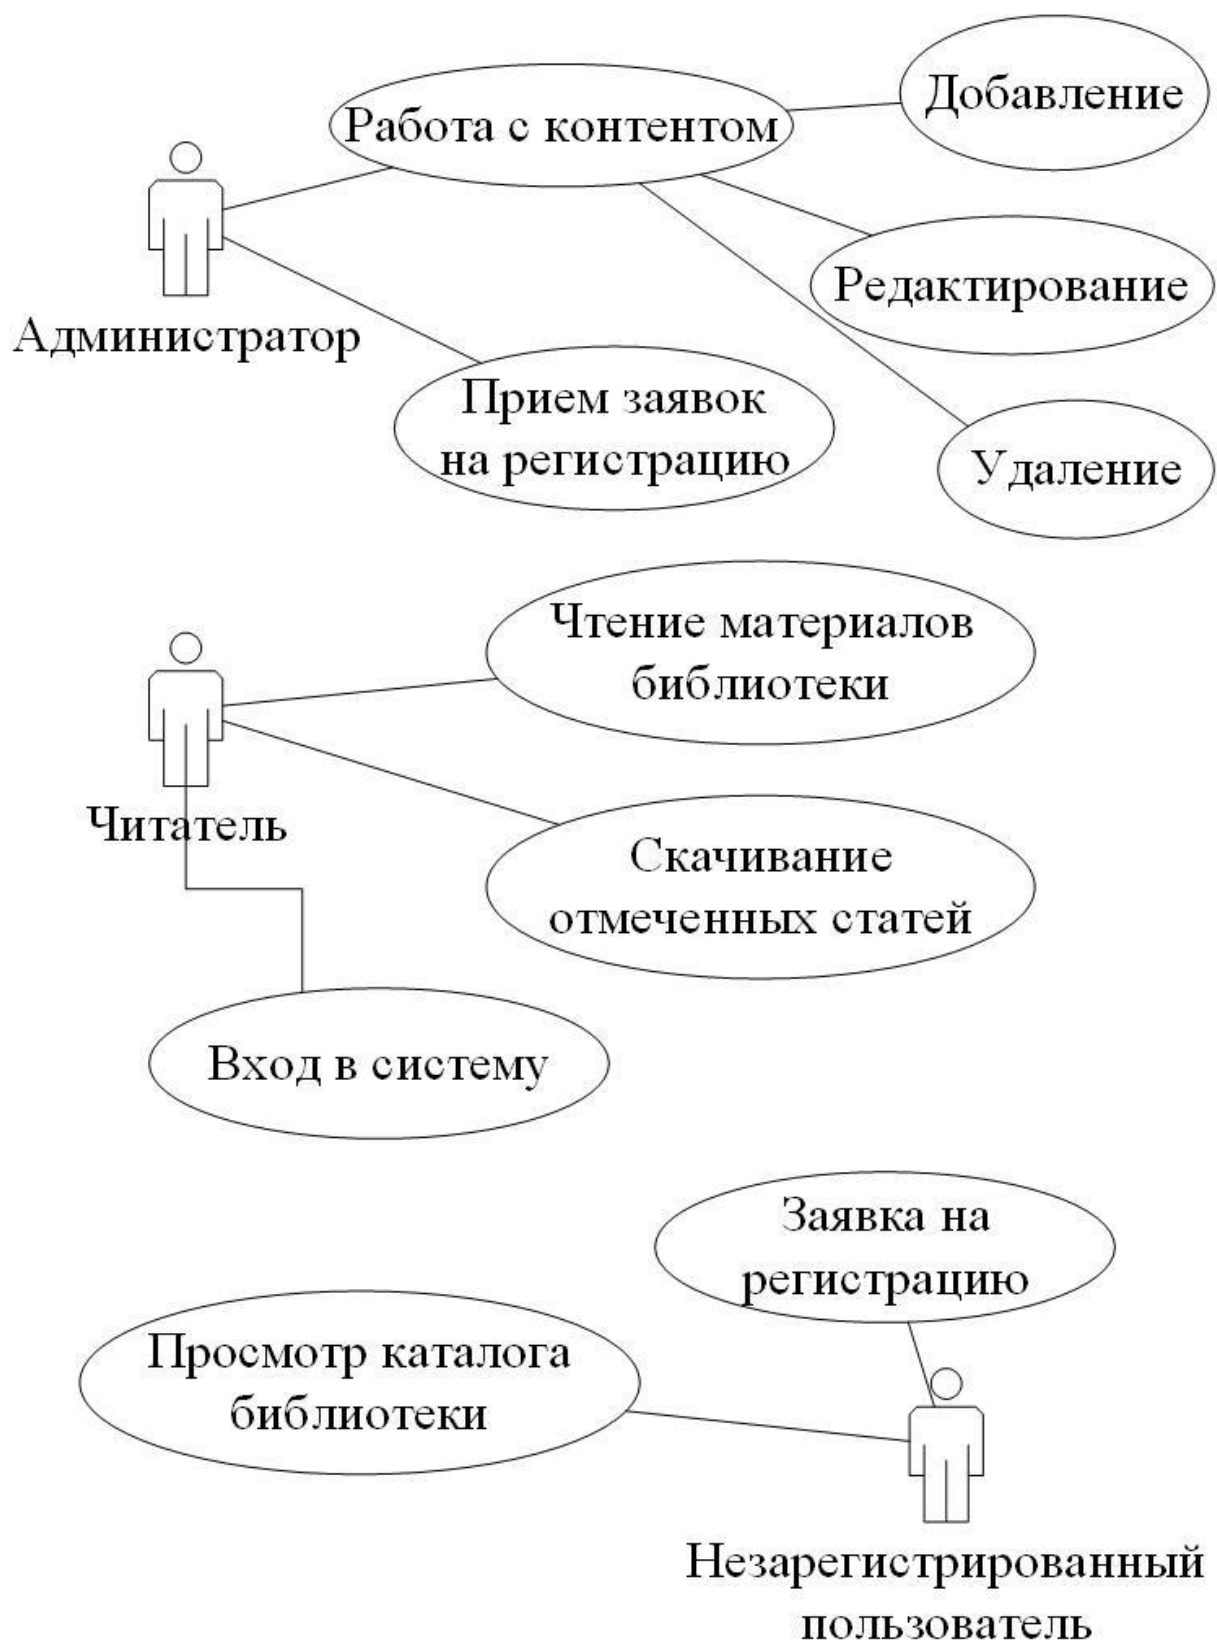 Добавление
Работа с контентом
Редактирование
Администратор
Прием заявок
на регистрацию
Удаление
Чтение материалов
библиотеки
Читатель
Скачивание
отмеченных статей
Вход в систему
Заявка на
регистрацию
Просмотр каталога
библиотеки
Незарегистрированный
пользователь